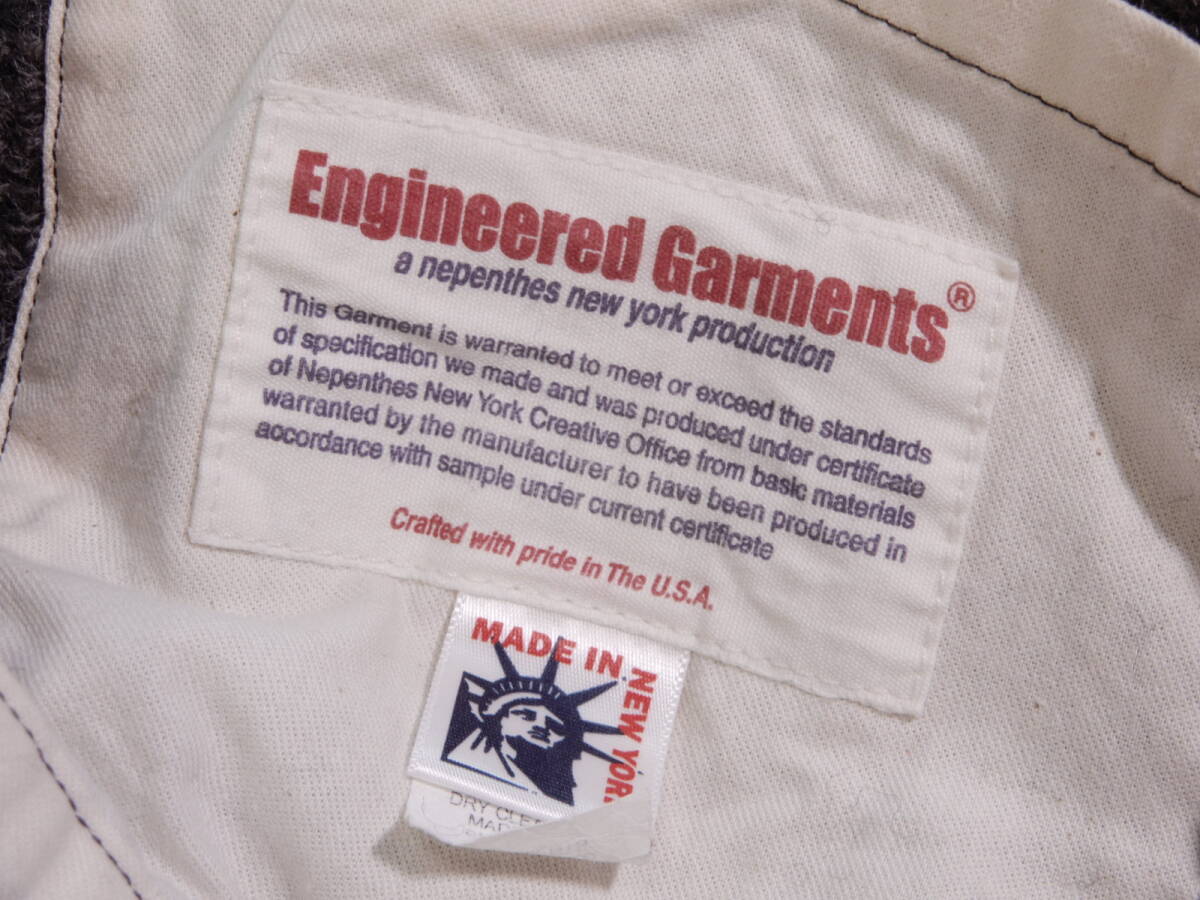 Engineered Garments®
a nepenthes new york production
This Garment is warranted to meet or exceed the standards
of specification we made and was produced under certificate
of Nepenthes New York Creative Office from basic materials
warranted by the manufacturer to have been produced in
accordance with sample under current certificate
Crafted with pride in The U.S.A.
MADE IN
NEW YOR
DRY CLEA
MAD